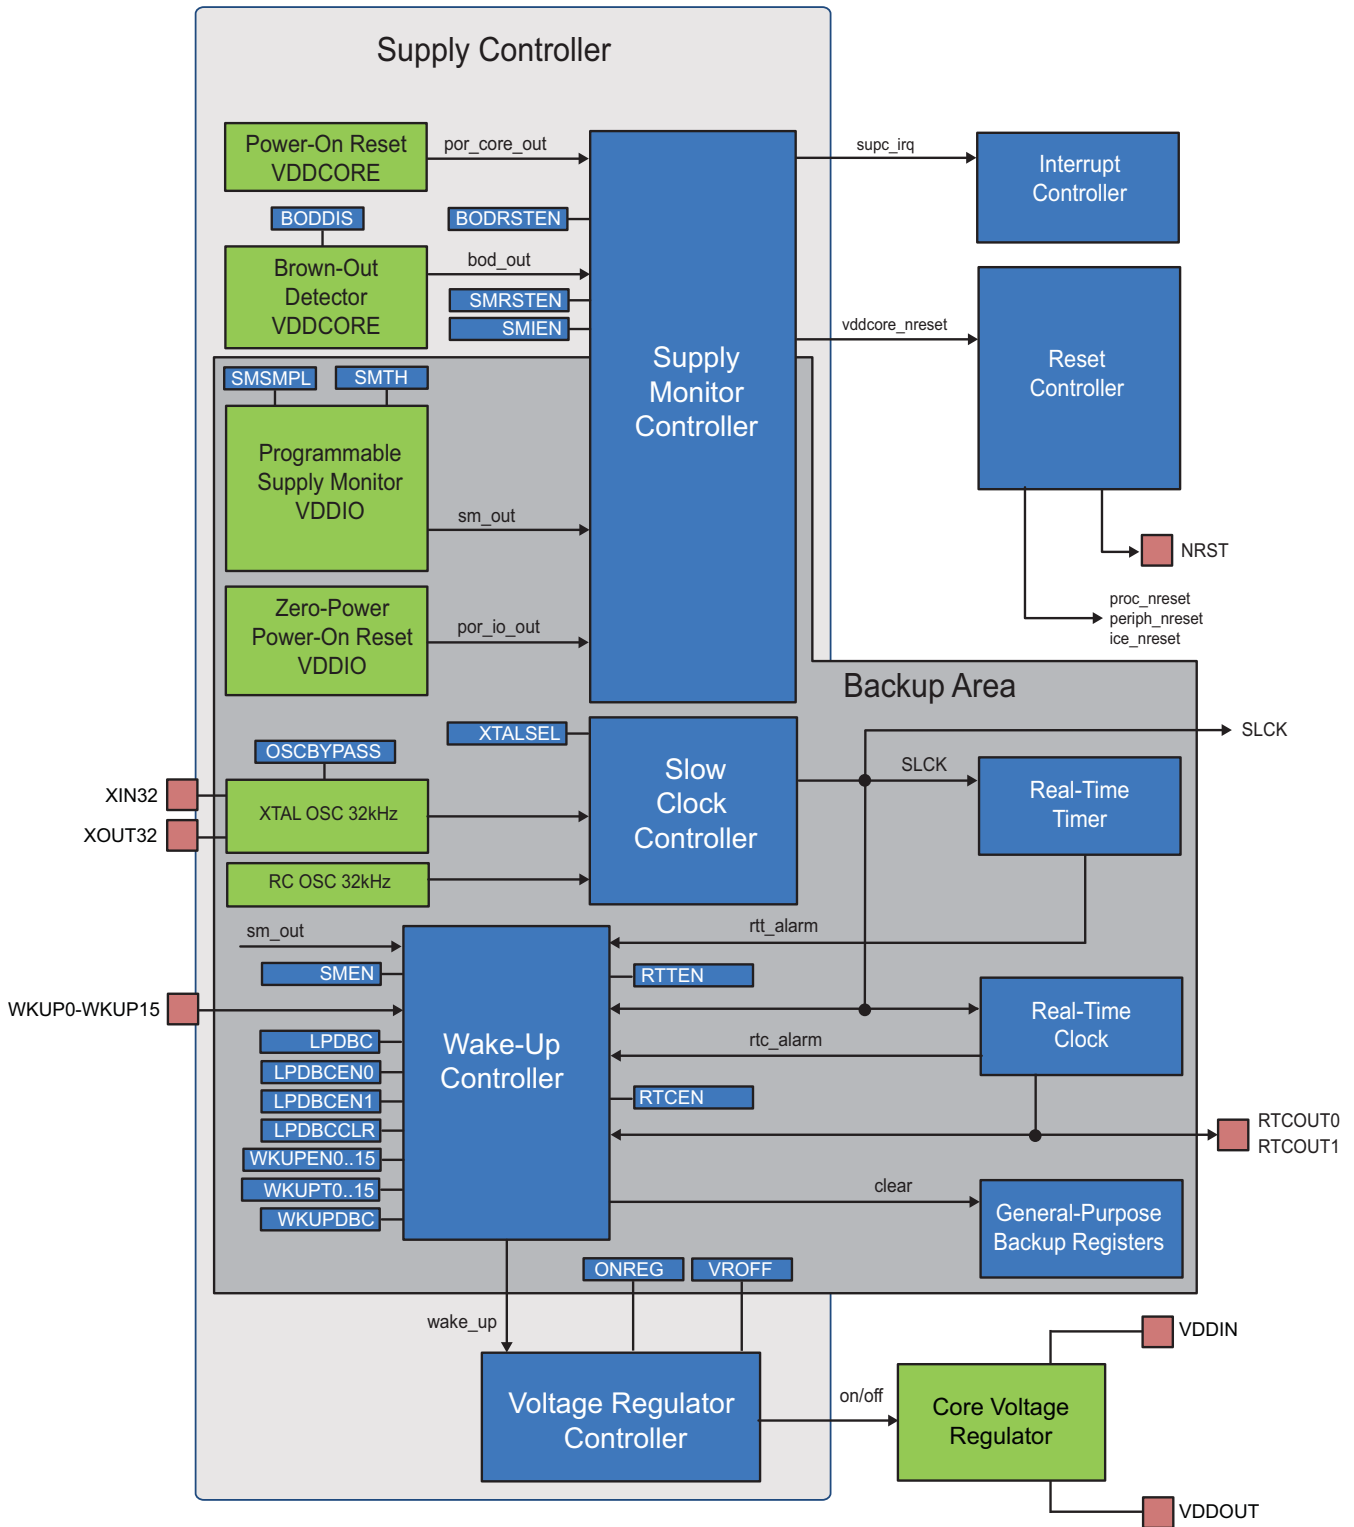 Supply Controller
Power-On Reset
VDDCORE
por_core_out
supc_irq
Interrupt
Controller
BODDIS
BODRSTEN
Brown-Out
Detector
VDDCORE
bod_out
SMRSTEN
SMIEN
vddcore_nreset
Reset
Controller
Supply
Monitor
Controller
SMSMPL
SMTH
Programmable
Supply Monitor
VDDIO
sm_out
NRST
proc_nreset
periph_nreset
ice_nreset
Zero-Power
Power-On Reset
VDDIO
por_io_out
Backup Area
XTALSEL
OSCBYPASS
Slow
Clock
Controller
SLCK
SLCK
Real-Time
Timer
XIN32
XOUT32
XTAL OSC 32kHz
RC OSC 32kHz
rtt_alarm
sm_out
SMEN
RTTEN
WKUP0-WKUP15
Wake-Up
Controller
Real-Time
Clock
rtc_alarm
LPDBC
LPDBCEN0
LPDBCEN1
LPDBCCLR
WKUPEN0..15
WKUPT0..15
WKUPDBC
RTCEN
RTCOUT0
RTCOUT1
clear
General-Purpose
Backup Registers
ONREG
VROFF
wake_up
VDDIN
Voltage Regulator
Controller
on/off
Core Voltage
Regulator
VDDOUT